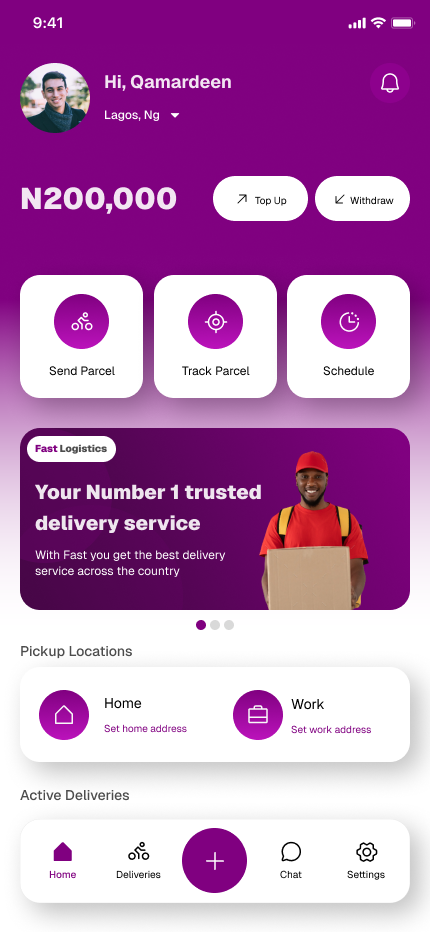 9:41
Hi, Qamardeen
Lagos, Ng
N200,000
Top Up
Withdraw
Send Parcel
Track Parcel
Schedule
Fast Logistics
Your Number 1 trusted
delivery service
With Fast you get the best delivery
service across the country
Pickup Locations
Home
Set home address
Work
Set work address
Active Deliveries
Home
Deliveries
Chat
Settings